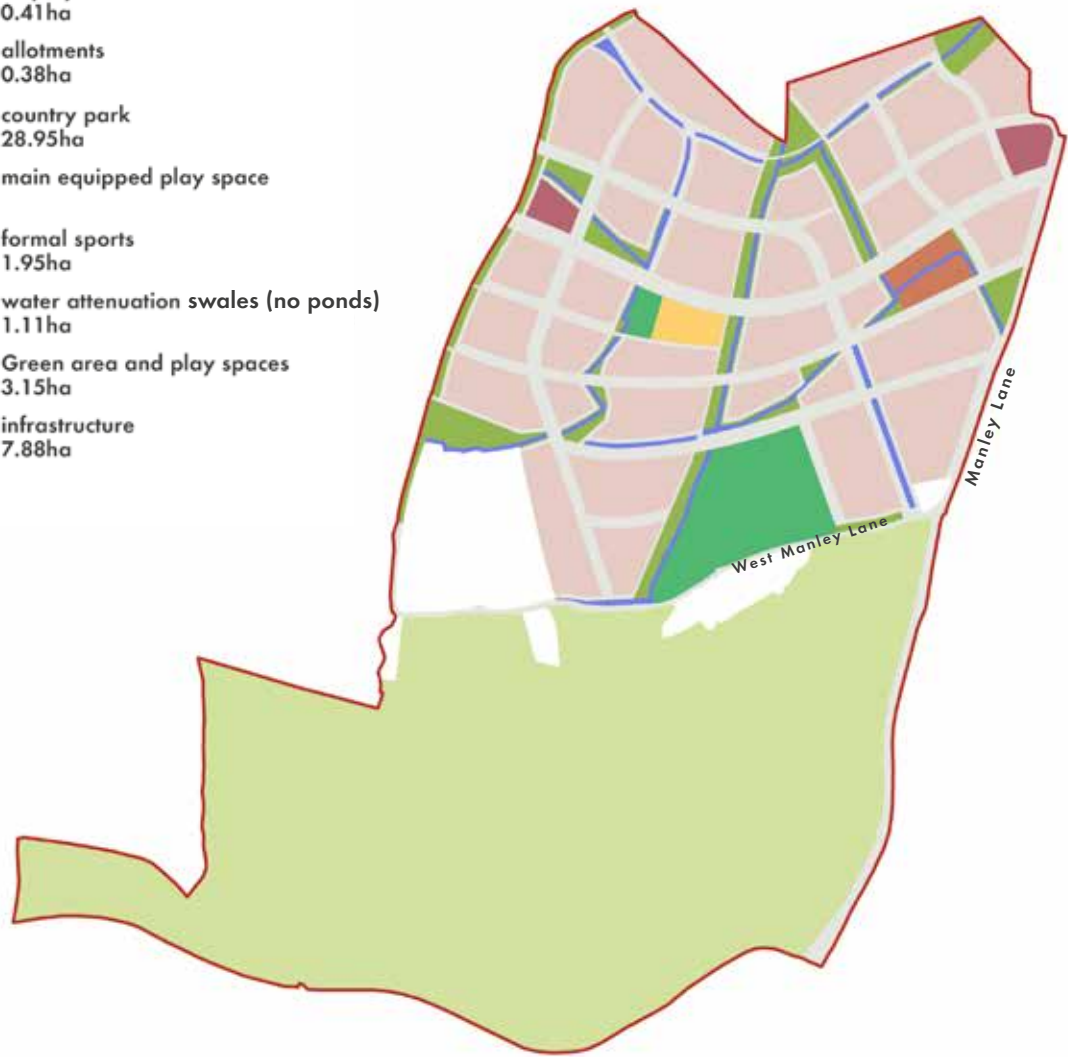 0.41ha
allotments
0.38ha
country park
28.95ha
main equipped play space
formal sports
1.95ha
water attenuation swales (no ponds)
1.11ha
Green area and play spaces
3.15ha
infrastructure
7.88ha
Manley Lane
West Manley Lane